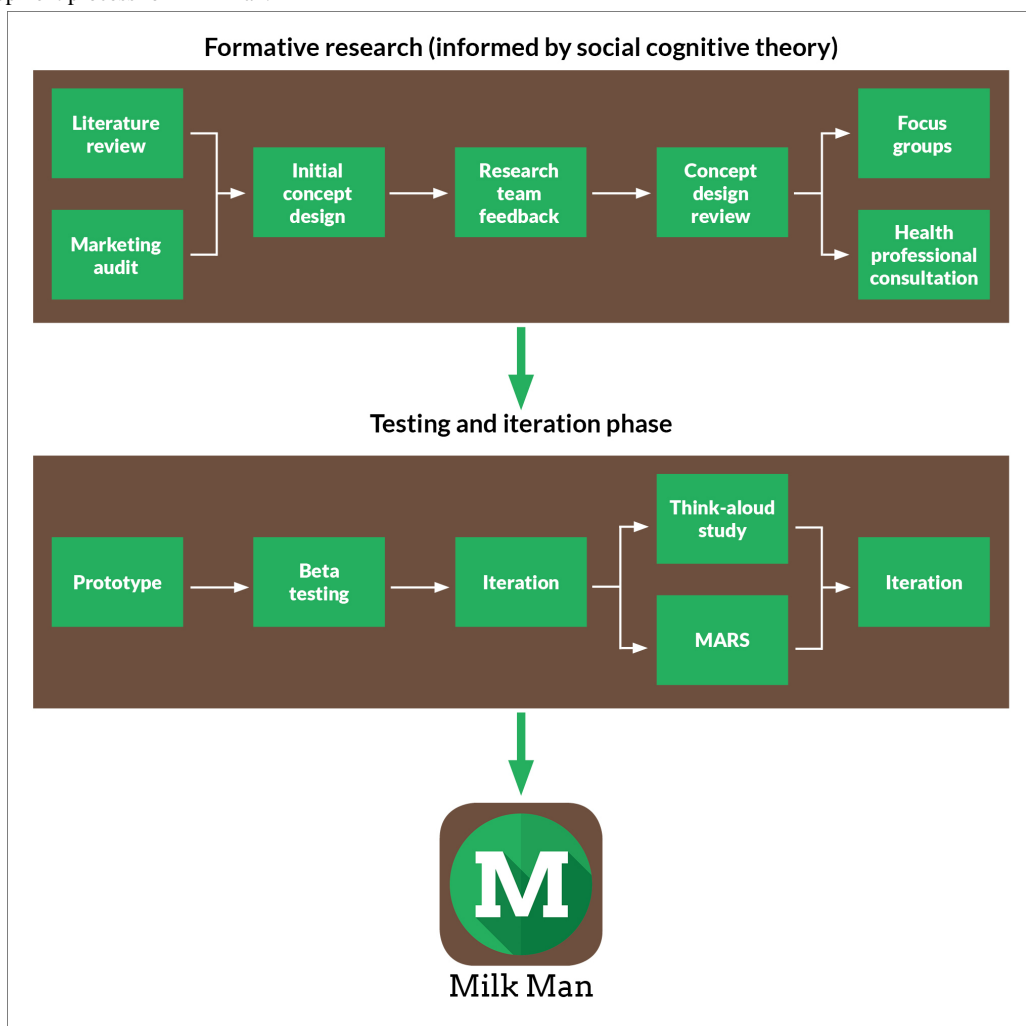 Formative research (informed by social cognitive theory)
Literature
review
Marketing
audit
Initial
concept
design
Research
team
feedback
Concept
design
review
Focus
groups
Health
professional
consultation
Testing and iteration phase
Prototype
Beta
testing
Iteration
Think-aloud
study
MARS
Iteration
M
Milk Man